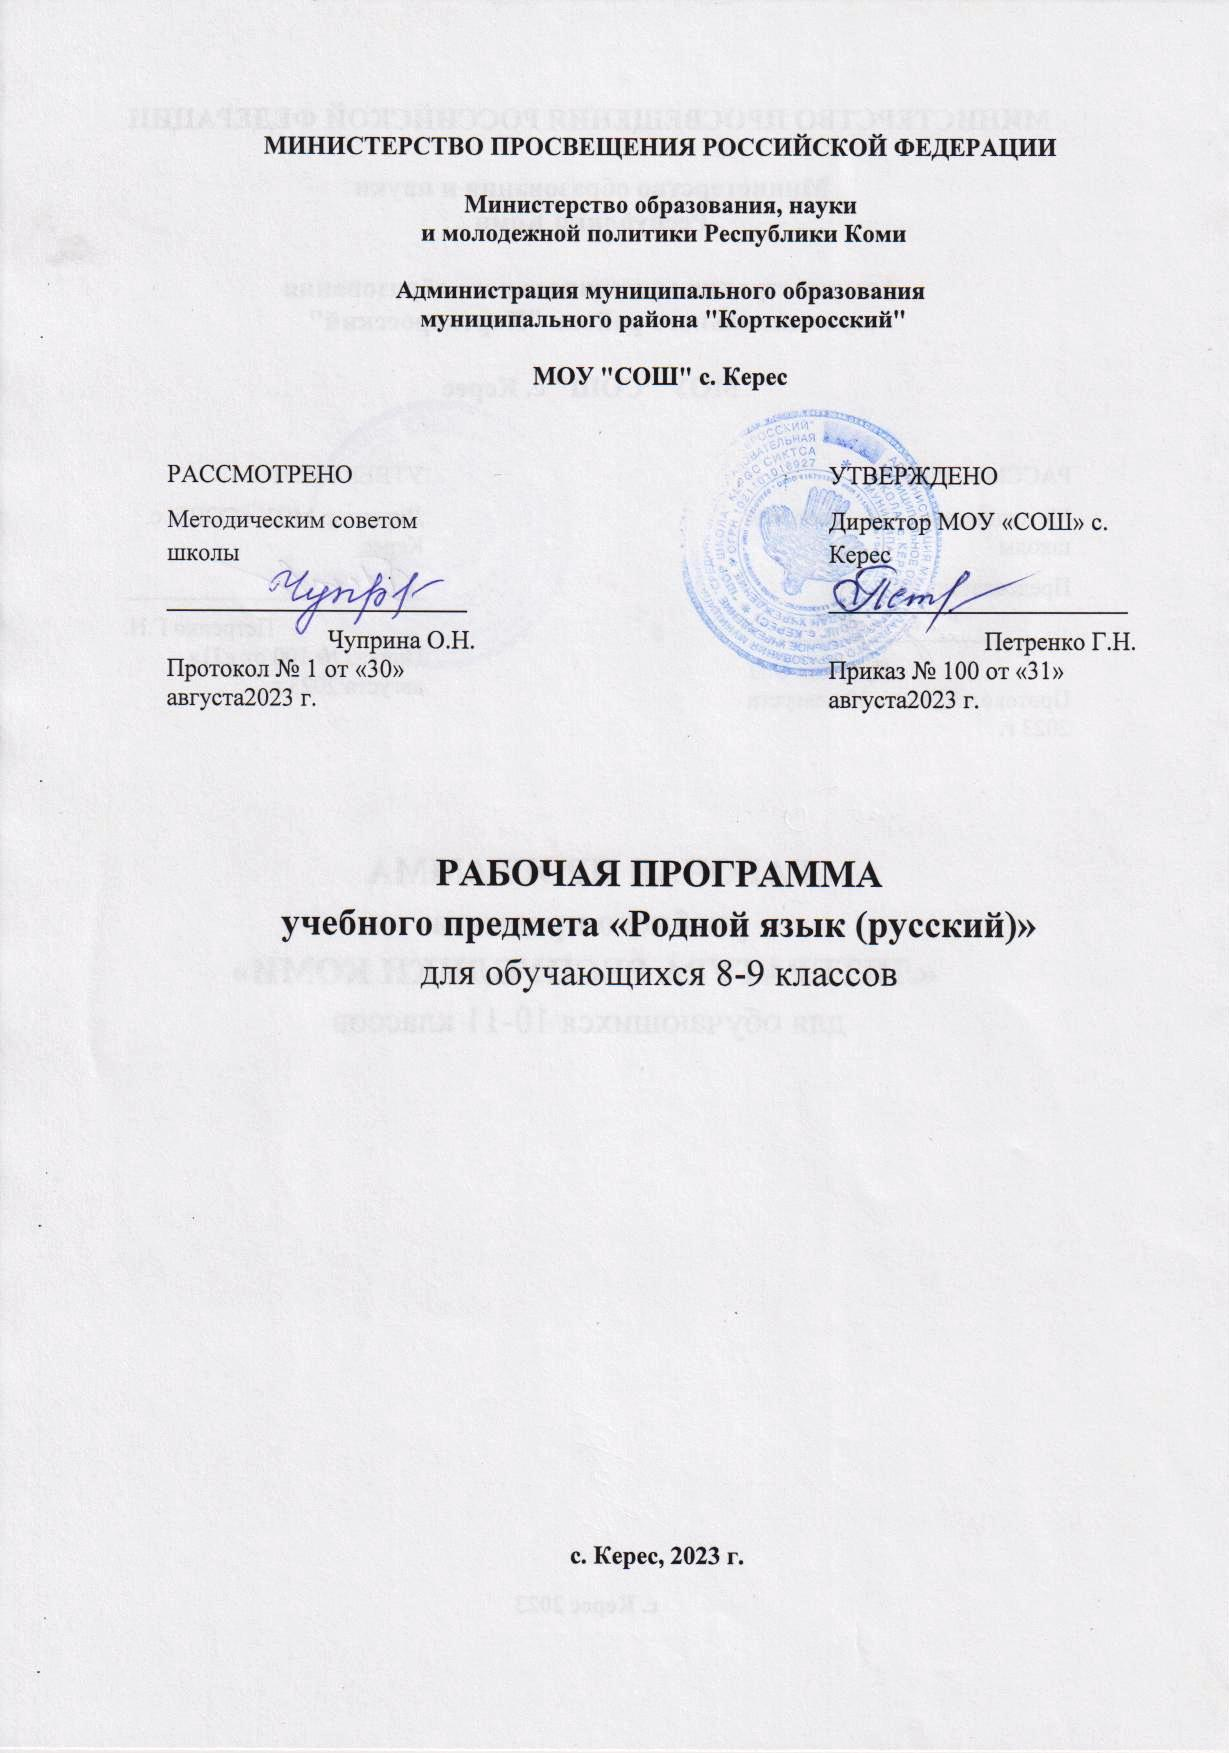 МИНИСТЕРСТВО ПРОСВЕЩЕНИЯ РОССИЙСКОЙ ФЕДЕРАЦИИ
Министерство образования, науки
и молодежной политики Республики Коми
Администрация муниципального образования
муниципального района "Корткеросский"
МОУ "СОШ" с. Керес
РАССМОТРЕНО
Методическим советом
школы
Чуприна О.Н.
Протокол № 1 от «30»
августа2023 г.
УТВЕРЖДЕНО
Директор МОУ «СОШ» с.
Керес
Петренко Г.Н.
Приказ № 100 от «31»
августа2023 г.
РАБОЧАЯ ПРОГРАММА
учебного предмета «Родной язык (русский)»
для обучающихся 8-9 классов
с. Керес, 2023 г.